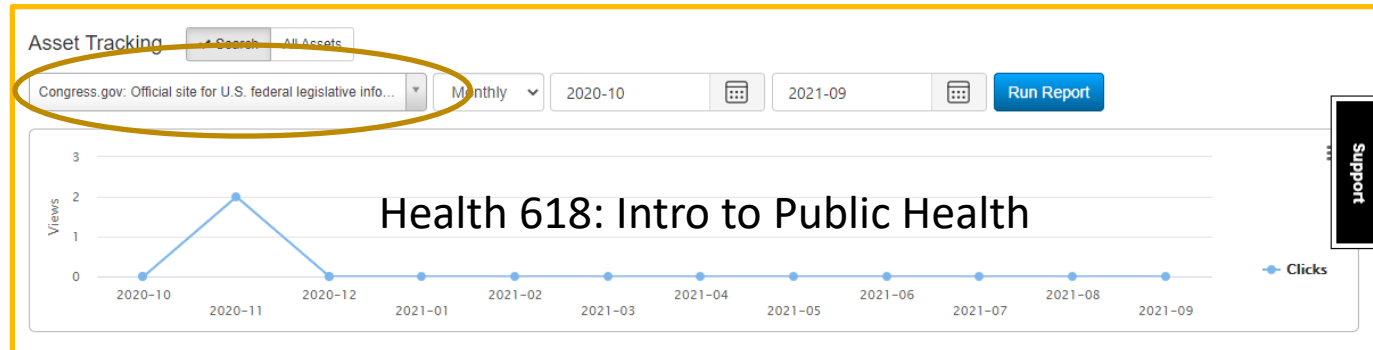 Asset Tracking Search All Assets
Congress.gov: Official site for U.S. federal legislative info... Monthly 2020-10 2021-09 Run Report
Support
3
2
1
0
Views
Health 618: Intro to Public Health
Clicks
2020-10 2020-12 2021-02 2021-04 2021-06 2021-08
2020-11 2021-01 2021-03 2021-05 2021-07 2021-09